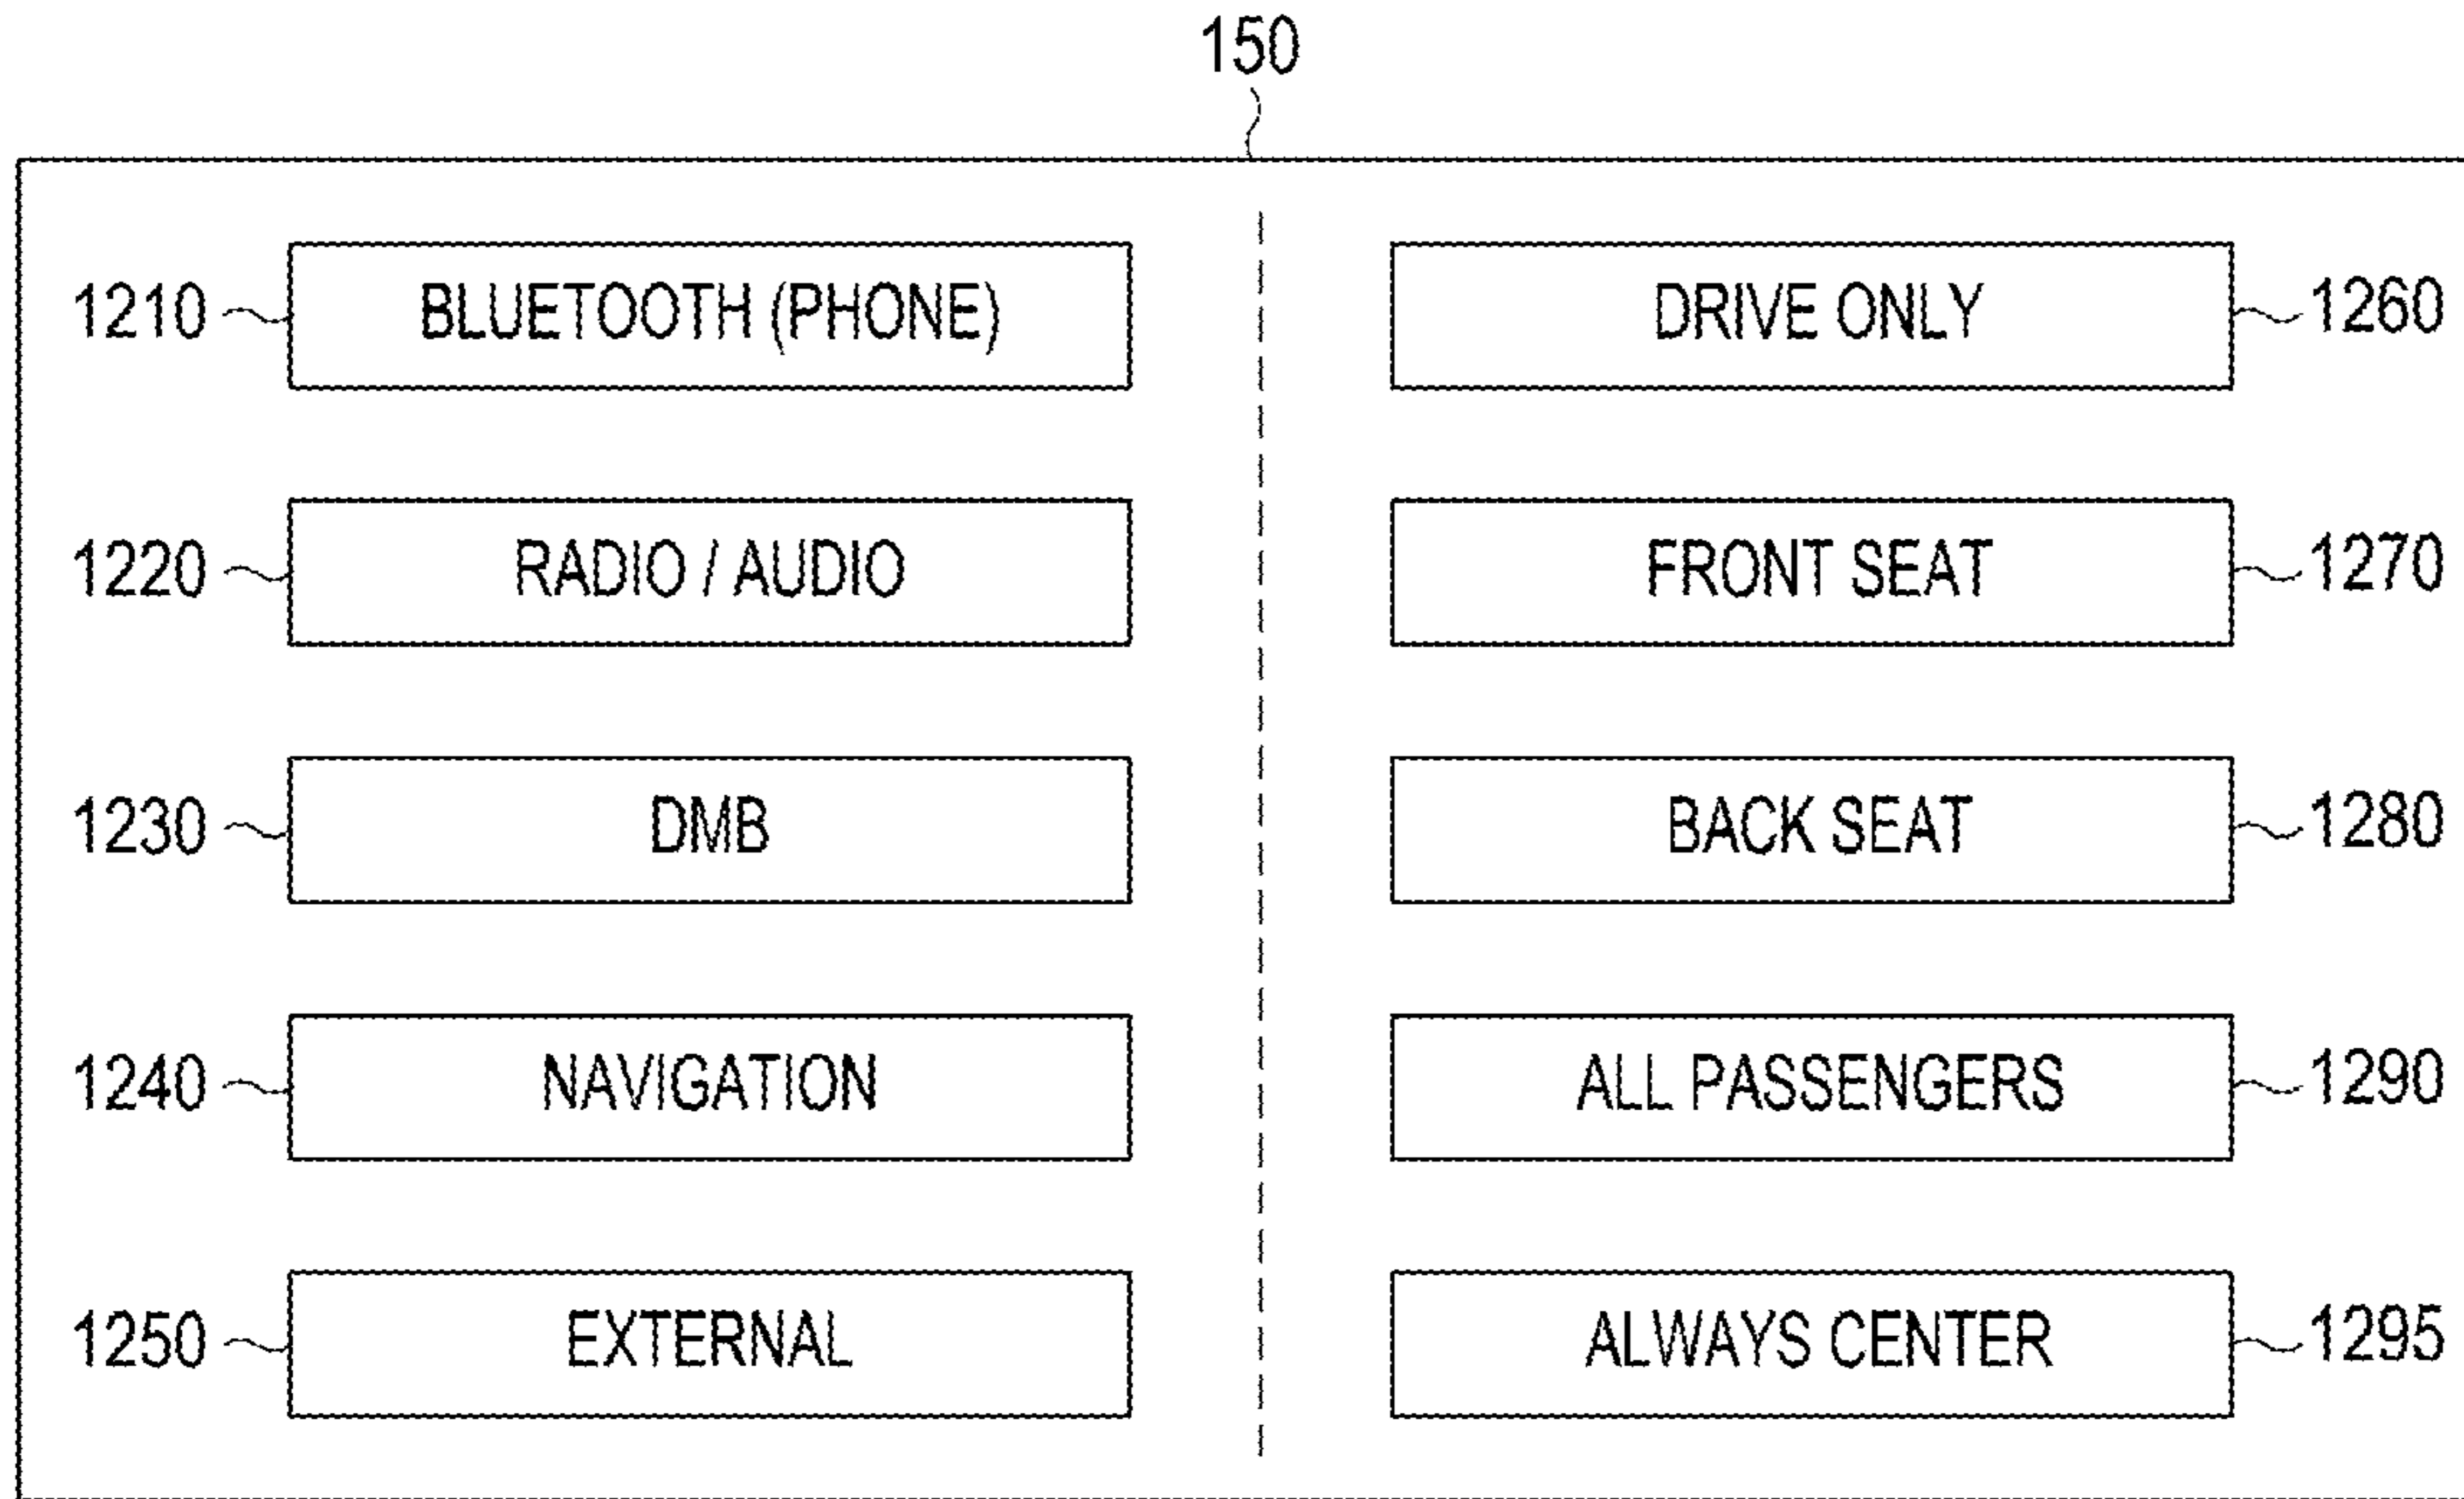 150
1210 BLUETOOTH (PHONE) DRIVE ONLY 1260
1220 RADIO / AUDIO FRONT SEAT 1270
1230 DMB BACK SEAT 1280
1240 NAVIGATION ALL PASSENGERS 1290
1250 EXTERNAL ALWAYS CENTER 1295